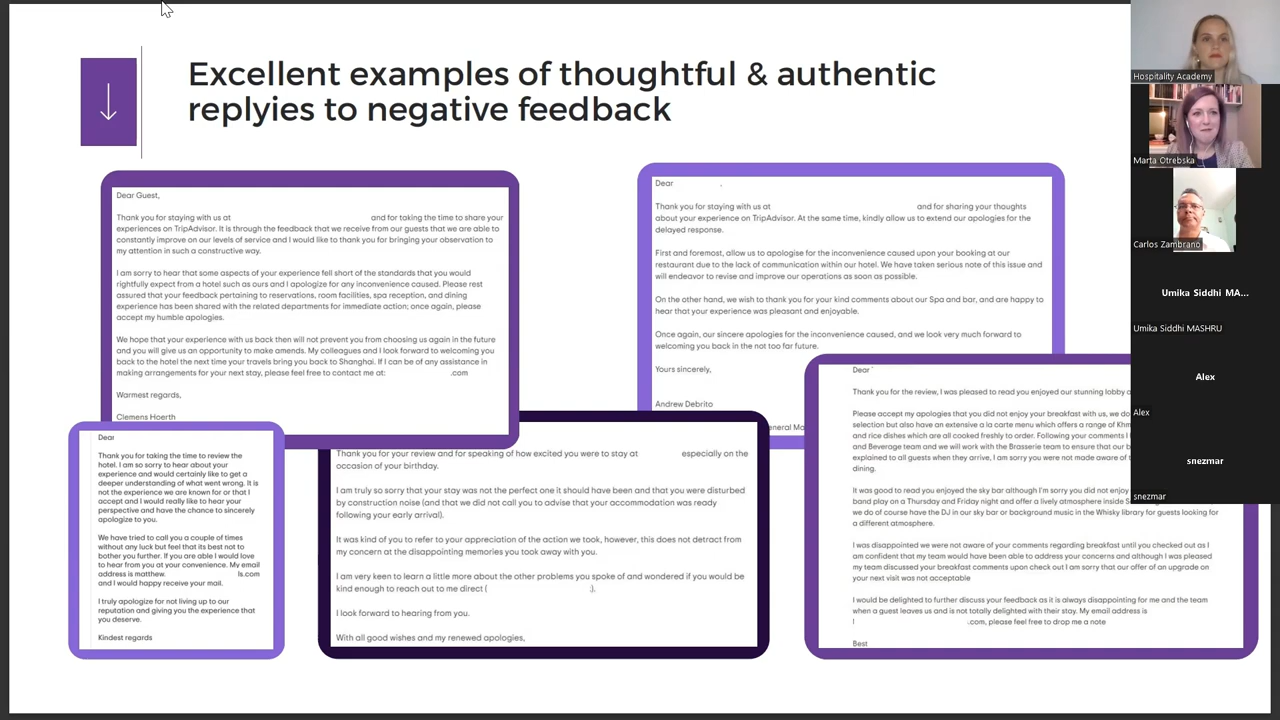 Excellent examples of thoughtful & authentic
replyies to negative feedback
Dear Guest,
Thank you for staying with us at and for taking the time to share your
experiences on TripAdvisor. It is through the feedback that we receive from our guests that we are able to
constantly improve on our levels of service and I would like to thank you for bringing your observation to
my attention in such a constructive way.
I am sorry to hear that some aspects of your experience fell short of the standards that you would
rightfully expect from a hotel such as ours and I apologize for any inconvenience caused. Please rest
assured that your feedback pertaining to reservations, room facilities, spa reception, and dining
experience has been shared with the related departments for immediate action; once again, please
accept my humble apologies.
We hope that your experience with us back then will not prevent you from choosing us again in the future
and you will give us an opportunity to make amends. My colleagues and I look forward to welcoming you
back to the hotel the next time your travels bring you back to Shanghai. If I can be of any assistance in
making arrangements for your next stay, please feel free to contact me at: .com
Warmest regards,
Clemens Hoerth
Dear ,
Thank you for staying with us at and for sharing your thoughts
about your experience on TripAdvisor. At the same time, kindly allow us to extend our apologies for the
delayed response.
First and foremost, allow us to apologise for the inconvenience caused upon your booking at our
restaurant due to the lack of communication within our hotel. We have taken serious note of this issue and
will endeavor to revise and improve our operations as soon as possible.
On the other hand, we wish to thank you for your kind comments about our Spa and bar, and are happy to
hear that your experience was pleasant and enjoyable.
Once again, our sincere apologies for the inconvenience caused, and we look very much forward to
welcoming you back in the not too far future.
Yours sincerely,
Andrew Debrito
eneral Ma
Dear
Thank you for taking the time to review the
hotel. I am so sorry to hear about your
experience and would certainly like to get a
deeper understanding of what went wrong. It is
not the experience we are known for or that I
accept and I would really like to hear your
perspective and have the chance to sincerely
apologize to you.
We have tried to call you a couple of times
without any luck but feel that its best not to
bother you further. If you are able I would love
to hear from you at your convenience. My email
address is matthew. ls.com
and I would happy receive your mail.
I truly apologize for not living up to our
reputation and giving you the experience that
you deserve.
Kindest regards
Thank you for your review and for speaking of how excited you were to stay at especially on the
occasion of your birthday.
I am truly so sorry that your stay was not the perfect one it should have been and that you were disturbed
by construction noise (and that we did not call you to advise that your accommodation was ready
following your early arrival).
It was kind of you to refer to your appreciation of the action we took, however, this does not detract from
my concern at the disappointing memories you took away with you.
I am very keen to learn a little more about the other problems you spoke of and wondered if you would be
kind enough to reach out to me direct ( ).
I look forward to hearing from you.
With all good wishes and my renewed apologies,
Dear
Thank you for the review, I was pleased to read you enjoyed our stunning lobby a
Please accept my apologies that you did not enjoy your breakfast with us, we do
selection but also have an extensive a la carte menu which offers a range of Khm
and rice dishes which are all cooked freshly to order. Following your comments I
and Beverage team and we will work with the Brasserie team to ensure that our b
explained to all guests when they arrive, I am sorry you were not made aware of t
dining.
It was good to read you enjoyed the sky bar although I'm sorry you did not enjoy
band play on a Thursday and Friday night and offer a lively atmosphere inside S
we do of course have the DJ in our sky bar or background music in the Whisky library for guests looking for
a different atmosphere.
I was disappointed we were not aware of your comments regarding breakfast until you checked out as I
am confident that my team would have been able to address your concerns and although I was pleased
my team discussed your breakfast comments upon check out I am sorry that our offer of an upgrade on
your next visit was not acceptable
I would be delighted to further discuss your feedback as it is always disappointing for me and the team
when a guest leaves us and is not totally delighted with their stay. My email address is
.com, please feel free to drop me a note
Best
Hospitality Academy
Marta Otrebska
Carlos Zambrano
Umika Siddhi MA...
Umika Siddhi MASHRU
Alex
Alex
snezmar
snezmar